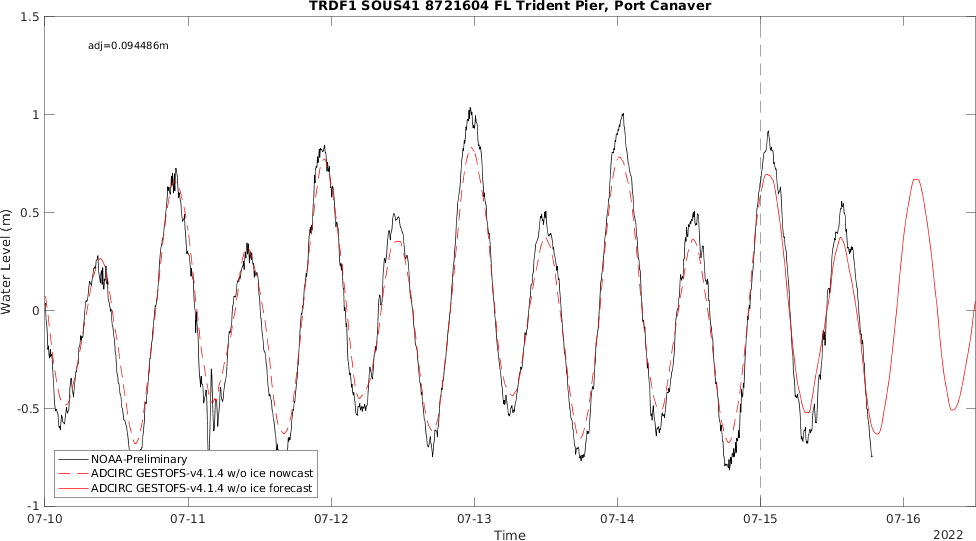 TRDF1 SOUS41 8721604 FL Trident Pier, Port Canaver
1.5
adj=0.094486m
1
0.5
Water Level (m)
0
-0.5
NOAA-Preliminary
ADCIRC GESTOFS-v4.1.4 w/o ice nowcast
ADCIRC GESTOFS-v4.1.4 w/o ice forecast
-1
07-10 07-11 07-12 07-13 07-14 07-15 07-16
Time
2022